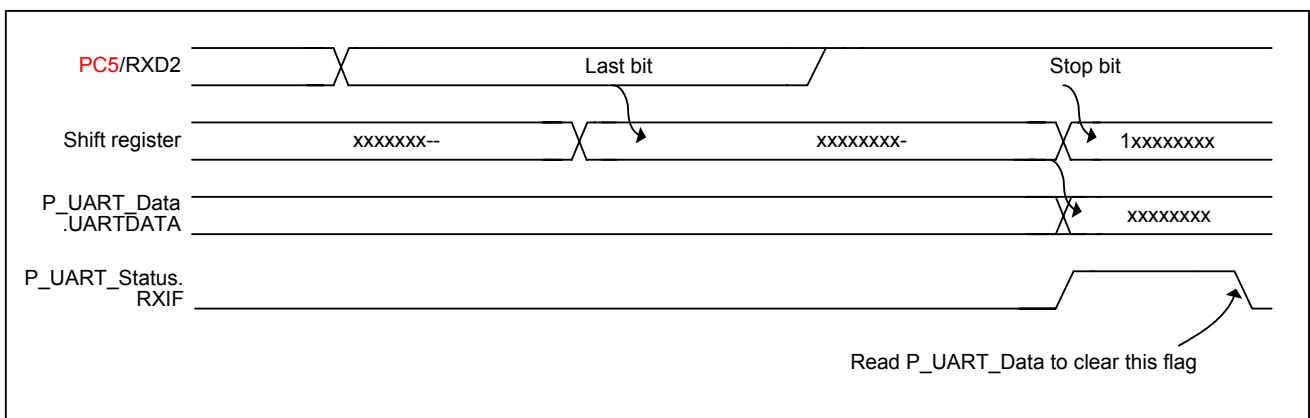 PC5/RXD2
Last bit
Stop bit
Shift register
xxxxxxx--
xxxxxxxx-
1xxxxxxxx
P_UART_Data
.UARTDATA
xxxxxxxx
P_UART_Status.
RXIF
Read P_UART_Data to clear this flag